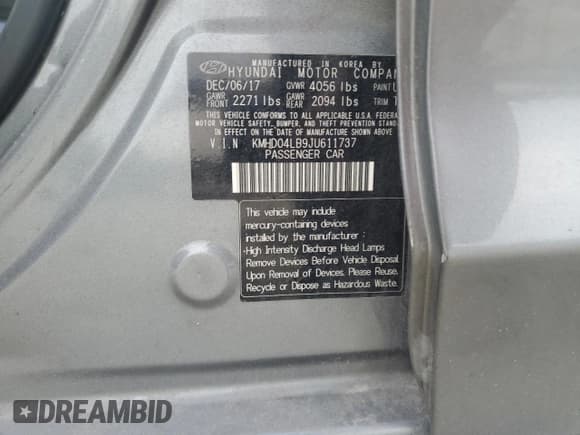 MANUFACTURED IN KOREA BY
HYUNDAI MOTOR COMPAN
DEC/06/17 GVWR 4056 lbs PAINT U
GAWR FRONT 2271 lbs GAWR REAR 2094 lbs TRIM T
THIS VEHICLE CONFORMS TO ALL APPLICABLE U.S.A FEDERA
MOTOR VEHICLE SAFETY, BUMPER, AND THEFT
EFFECT ON THE DATE OF MANUFACTURE SHOWN ABOVE.
V.I.N KMHD04LB9JU611737
PASSENGER CAR
This vehicle may include
mercury-containing devices
installed by the manufacturer :
·High Intensity Discharge Head Lamps
Remove Devices Before Vehicle Disposal
Upon Removal of Devices, Please Reuse,
Recycle or Dispose as Hazardous Waste.
DREAMBID